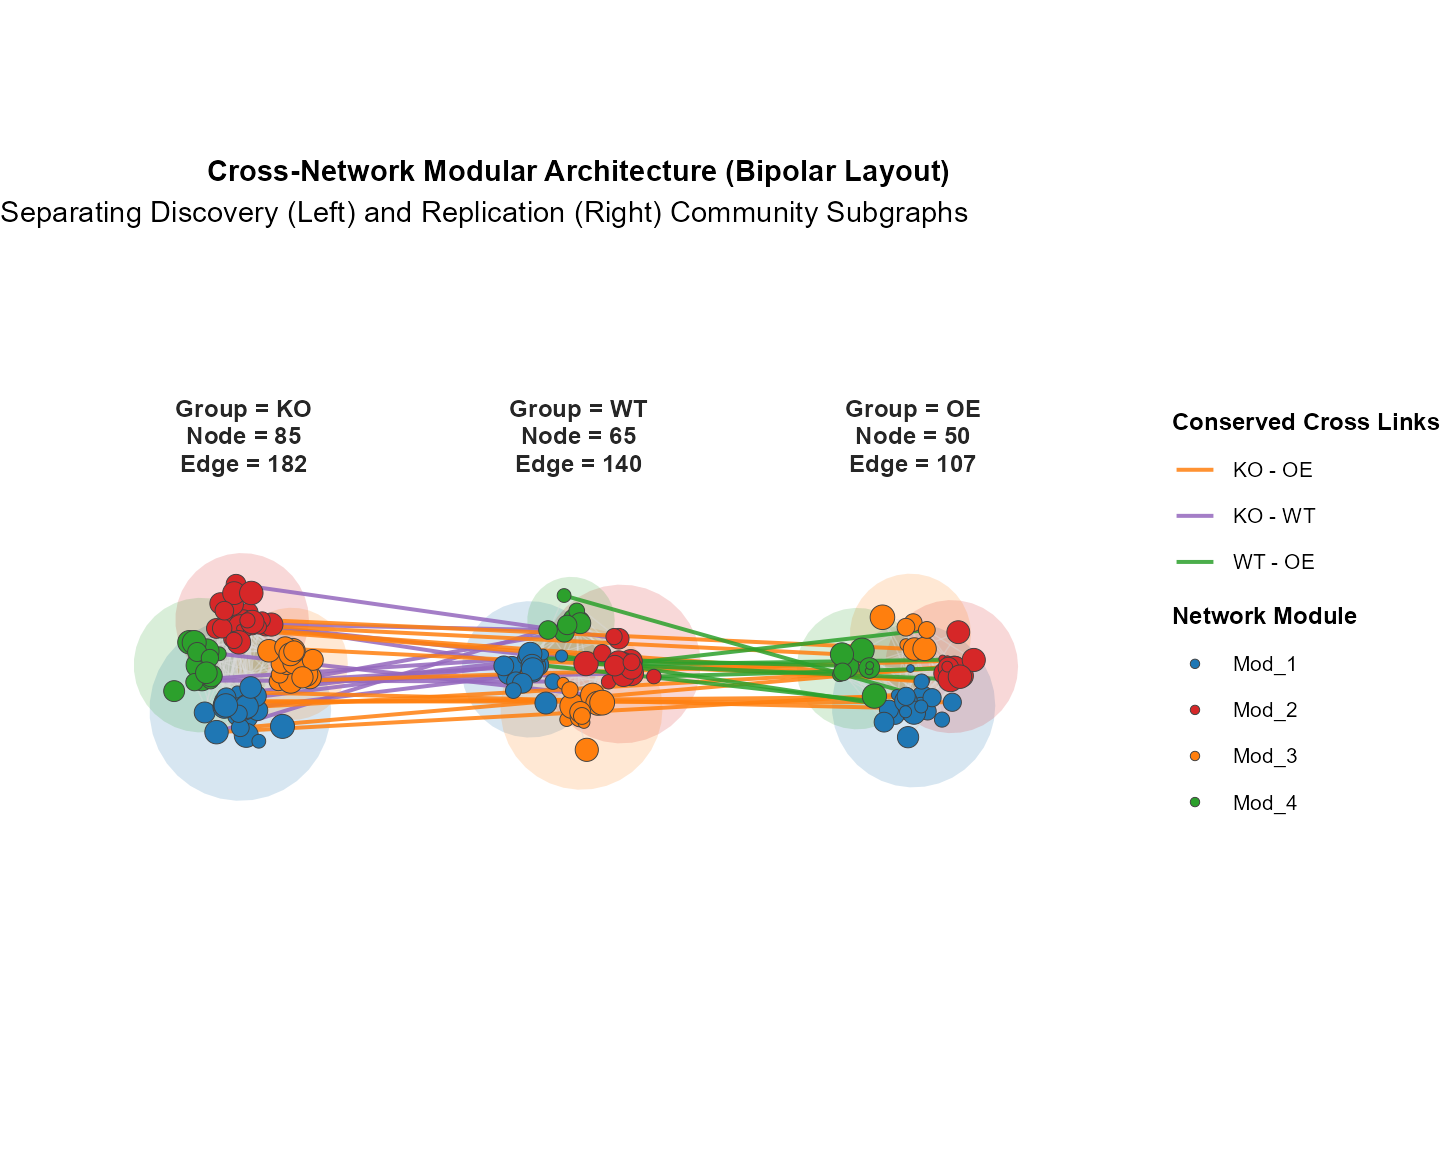 Cross-Network Modular Architecture (Bipolar Layout)
Separating Discovery (Left) and Replication (Right) Community Subgraphs
Group = KO
Node = 85
Edge = 182
Group = WT
Node = 65
Edge = 140
Group = OE
Node = 50
Edge = 107
Conserved Cross Links
KO - OE
KO - WT
WT - OE
Network Module
Mod_1
Mod_2
Mod_3
Mod_4